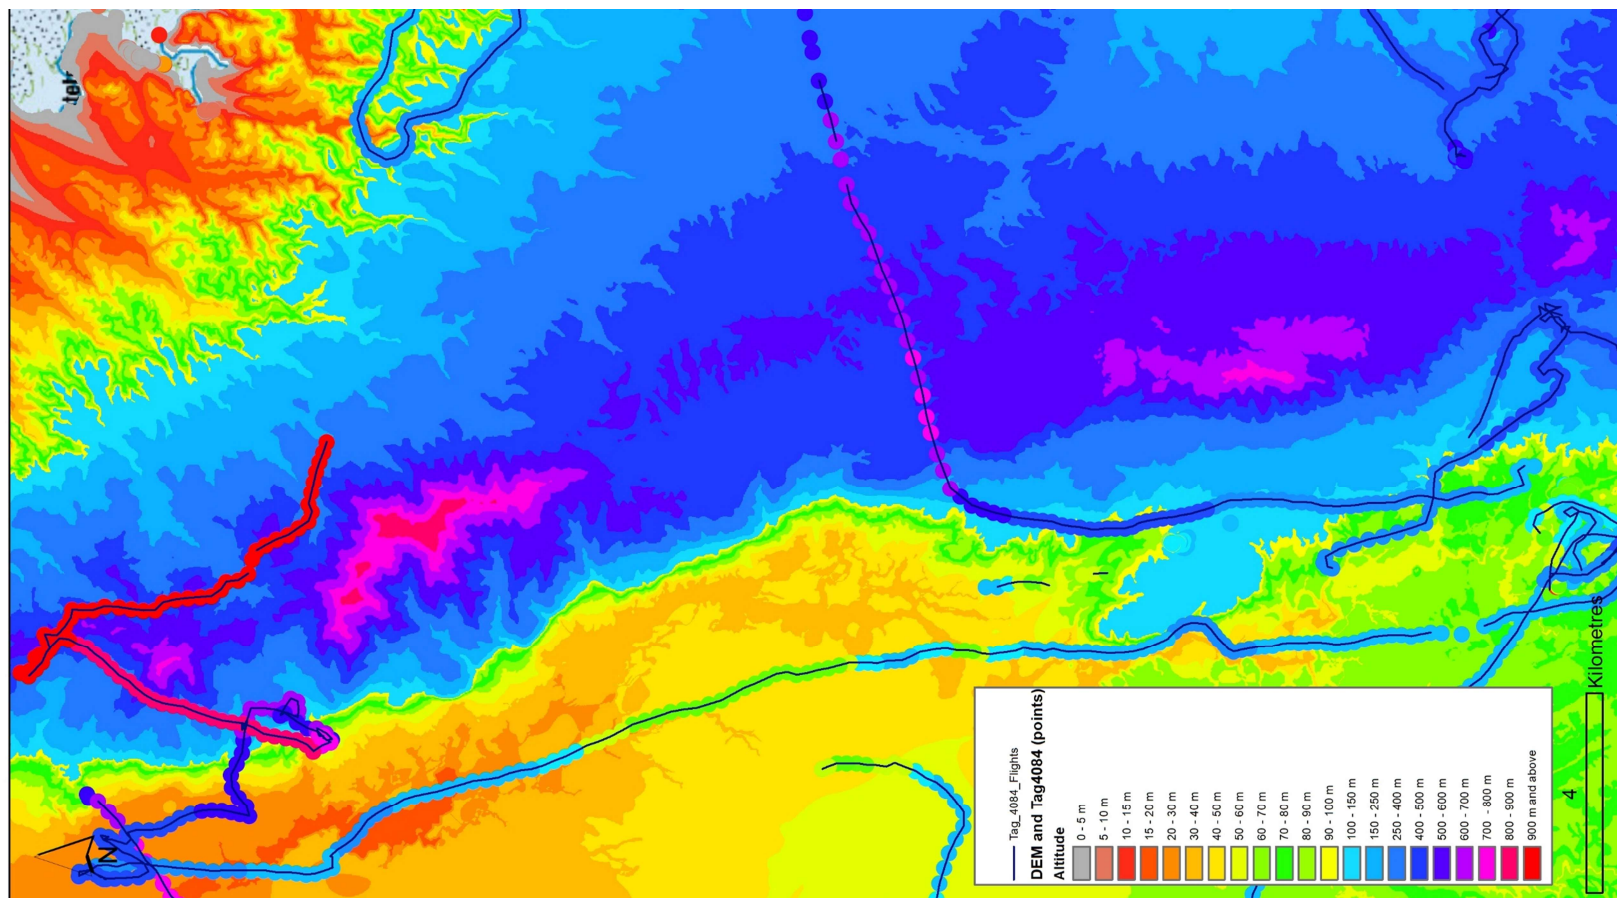 ter
N
Tag_4084_Flights
DEM and Tag4084 (points)
Altitude
0 - 5 m
5 - 10 m
10 - 15 m
15 - 20 m
20 - 30 m
30 - 40 m
40 - 50 m
50 - 60 m
60 - 70 m
70 - 80 m
80 - 90 m
90 - 100 m
100 - 150 m
150 - 250 m
250 - 400 m
400 - 500 m
500 - 600 m
600 - 700 m
700 - 800 m
800 - 900 m
900 m and above
4
Kilometres